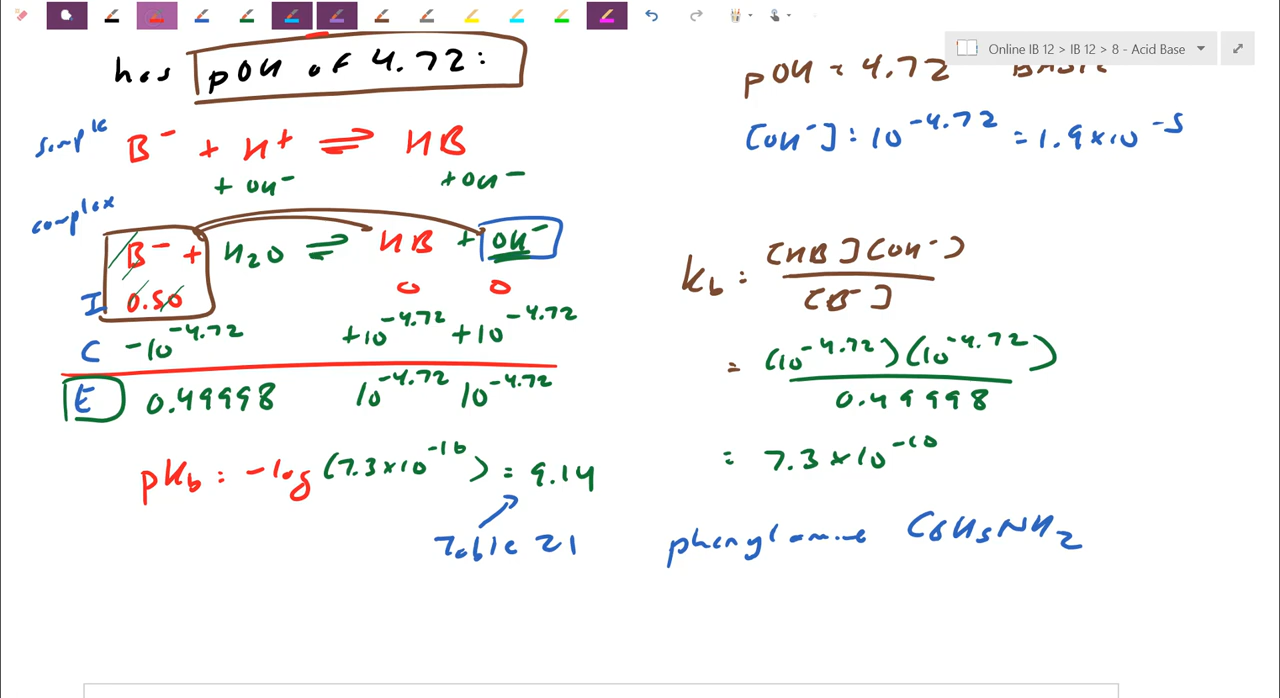 Online IB 12 > IB 12 > 8 - Acid Base
has pOH of 4.72:
pOH = 4.72 BASIC
[OH⁻] = 10^-4.72 = 1.9 × 10^-5
simple B⁻ + H⁺ ⇌ HB
+ OH⁻ + OH⁻
complex
B⁻ + H₂O ⇌ HB + OH⁻
I 0.50 0 0
C -10^-4.72 +10^-4.72 +10^-4.72
E 0.49998 10^-4.72 10^-4.72
pKb = -log (7.3×10^-10) = 9.14
Table 21
Kb = [HB][OH⁻] / [B⁻]
= (10^-4.72)(10^-4.72) / 0.49998
= 7.3 × 10^-10
phenylamine C6H5NH2